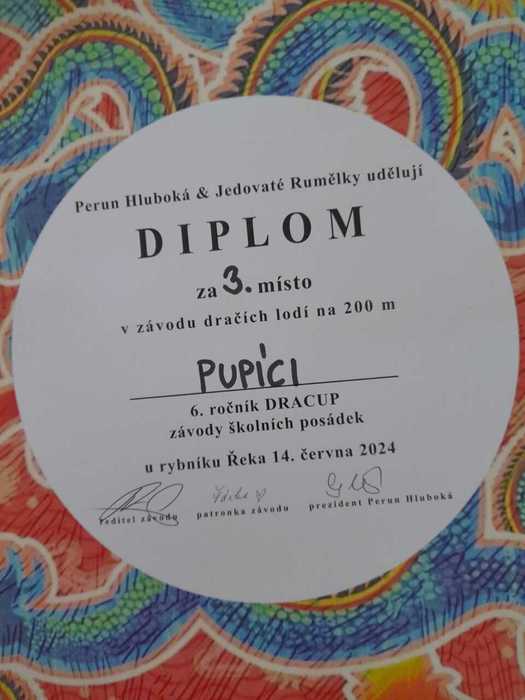 Perun Hluboká & Jedovaté Rumělky udělují
DIPLOM
za 3. místo
v závodu dračích lodí na 200 m
PUPÍCI
6. ročník DRACUP
závody školních posádek
u rybníku Řeka 14. června 2024
ředitel závodu patronka závodu prezident Perun Hluboká